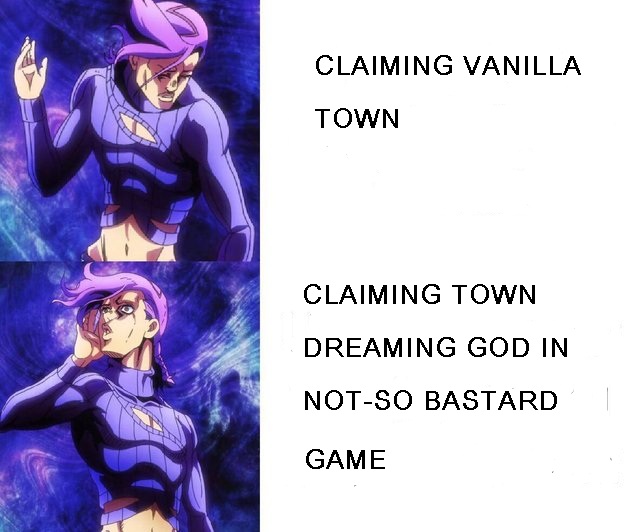 CLAIMING VANILLA
TOWN
CLAIMING TOWN
DREAMING GOD IN
NOT-SO BASTARD
GAME